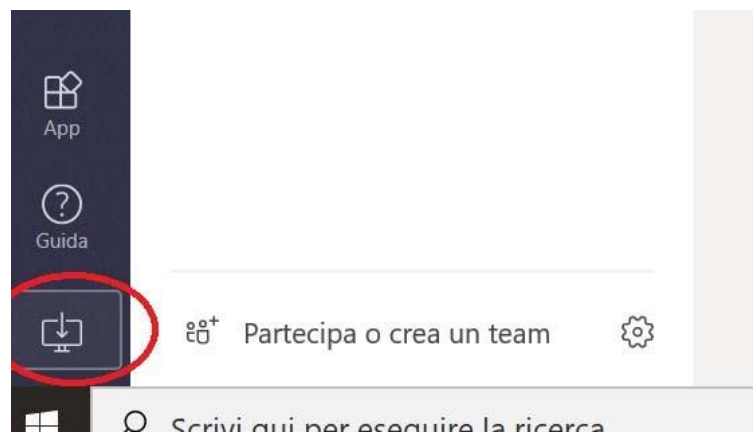 App
Guida
Partecipa o crea un team
Scrivi qui per eseguire la ricerca